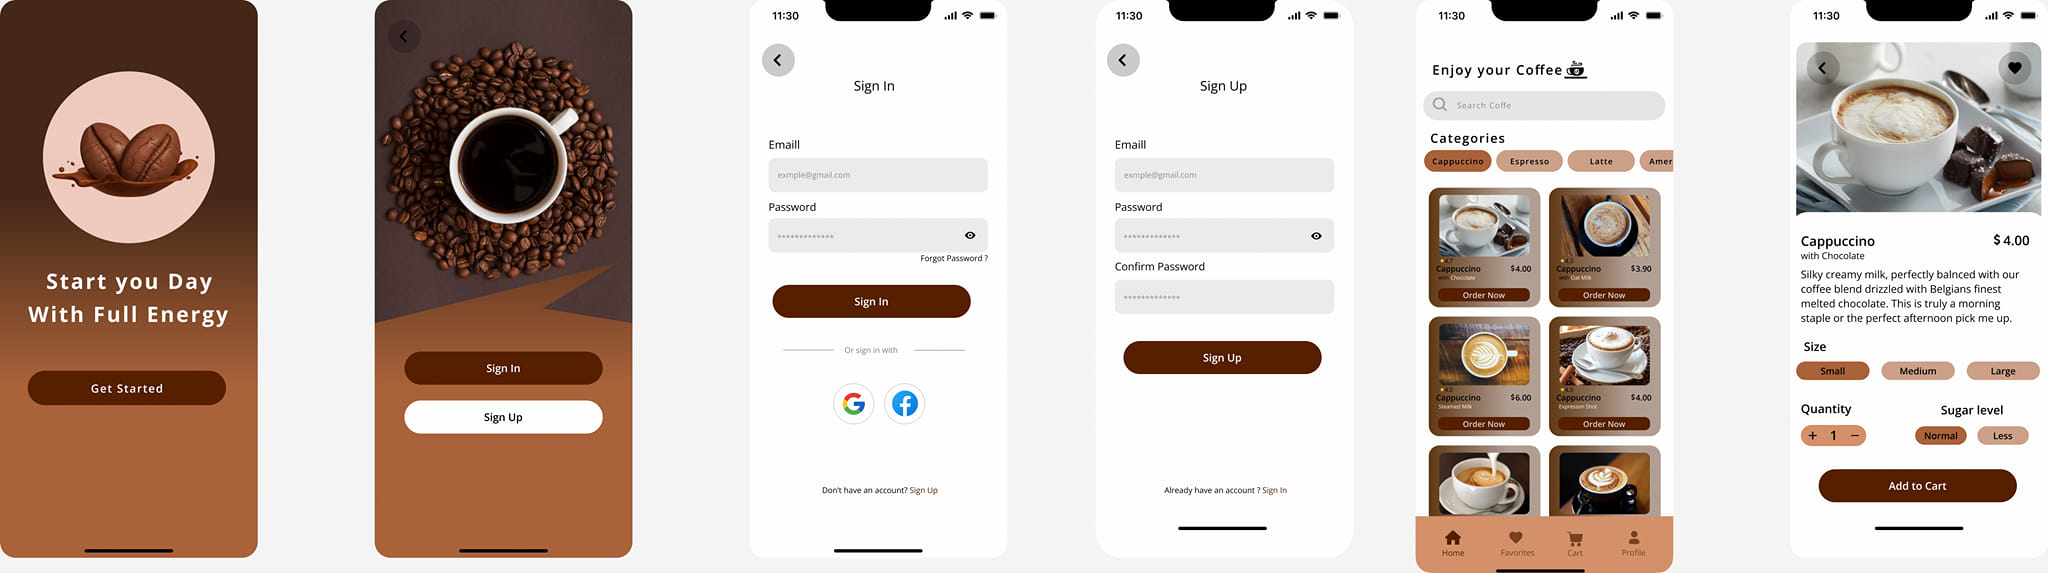 Start you Day
With Full Energy
Get Started
Sign In
Sign Up
11:30
Sign In
Emaill
exmple@gmail.com
Password
*************
Forgot Password ?
Sign In
Or sign in with
Don't have an account? Sign Up
11:30
Sign Up
Emaill
exmple@gmail.com
Password
*************
Confirm Password
*************
Sign Up
Already have an account ? Sign In
11:30
Enjoy your Coffee
Search Coffe
Categories
Cappuccino Espresso Latte Amer
4.7
Cappuccino $4.00
with Chocolate
Order Now
4.3
Cappuccino $3.90
with Oat Milk
Order Now
4.0
Cappuccino $6.00
Steamed Milk
Order Now
Cappuccino $4.00
Expresson Shot
Order Now
Home Favorites Cart Profile
11:30
Cappuccino $ 4.00
with Chocolate
Silky creamy milk, perfectly balnced with our
coffee blend drizzled with Belgians finest
melted chocolate. This is truly a morning
staple or the perfect afternoon pick me up.
Size
Small Medium Large
Quantity Sugar level
+ 1 − Normal Less
Add to Cart